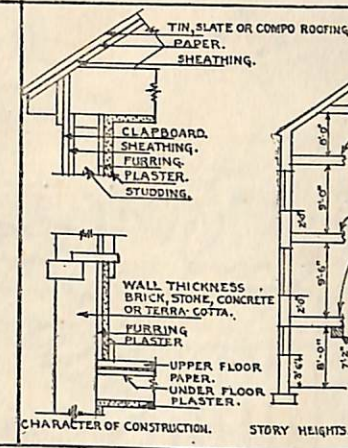 TIN, SLATE OR COMPO ROOFING
PAPER.
SHEATHING.
CLAPBOARD.
SHEATHING.
FURRING.
PLASTER.
STUDDING.
WALL THICKNESS
BRICK, STONE, CONCRETE
OR TERRA-COTTA.
FURRING
PLASTER
UPPER FLOOR
PAPER.
UNDER FLOOR
PLASTER.
CHARACTER OF CONSTRUCTION.
9'-0"
2'-0"
9'-6"
2'-0"
8'-0"
7'-2"
STORY HEIGHTS